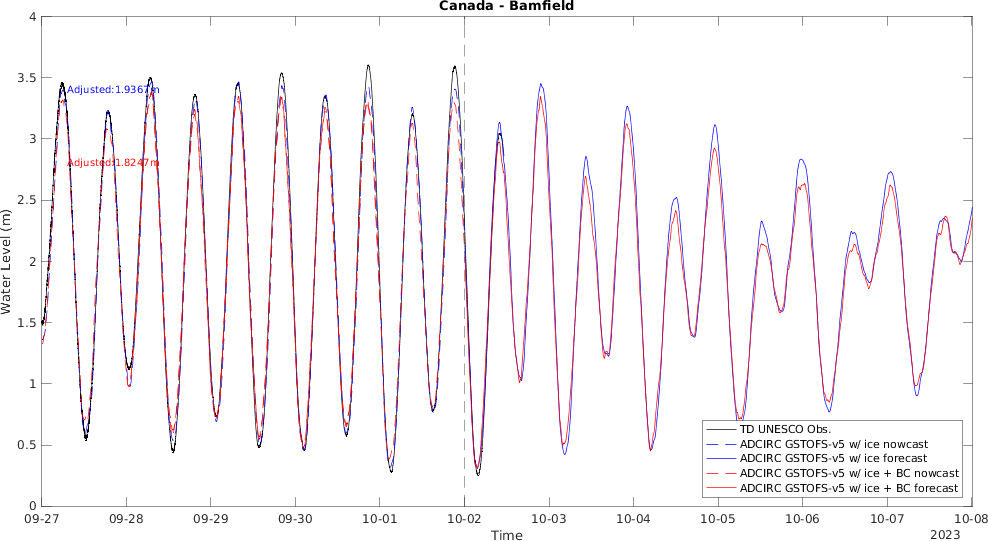 Canada - Bamfield
4
3.5
3
2.5
2
1.5
1
0.5
0
Water Level (m)
Adjusted:1.9367m
Adjusted:1.8247m
TD UNESCO Obs.
ADCIRC GSTOFS-v5 w/ ice nowcast
ADCIRC GSTOFS-v5 w/ ice forecast
ADCIRC GSTOFS-v5 w/ ice + BC nowcast
ADCIRC GSTOFS-v5 w/ ice + BC forecast
09-27 09-28 09-29 09-30 10-01 10-02 10-03 10-04 10-05 10-06 10-07 10-08
Time
2023